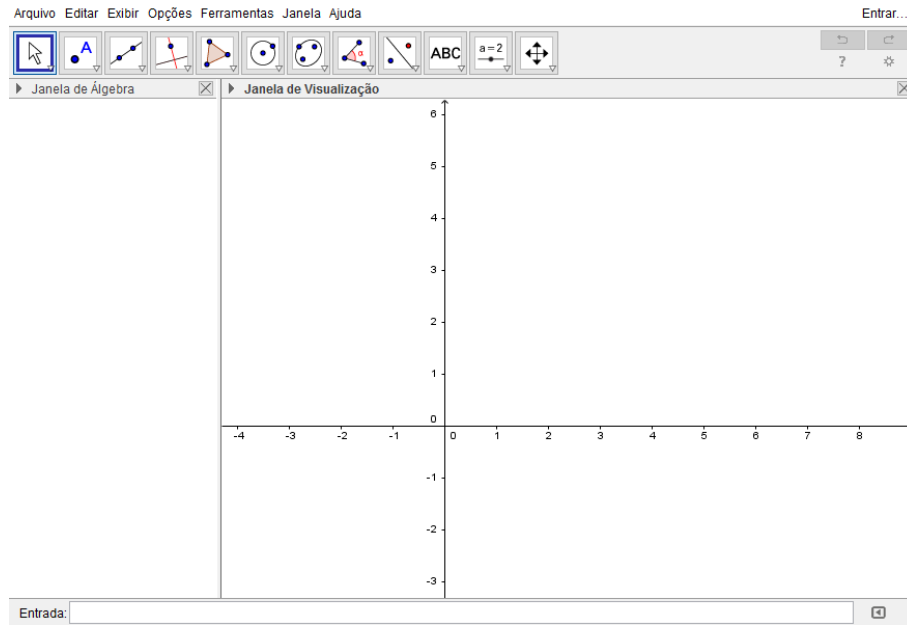 Arquivo Editar Exibir Opções Ferramentas Janela Ajuda Entrar...
A α ABC a=2 ?
Janela de Álgebra Janela de Visualização
6
5
4
3
2
1
0
-4 -3 -2 -1 0 1 2 3 4 5 6 7 8
-1
-2
-3
Entrada: